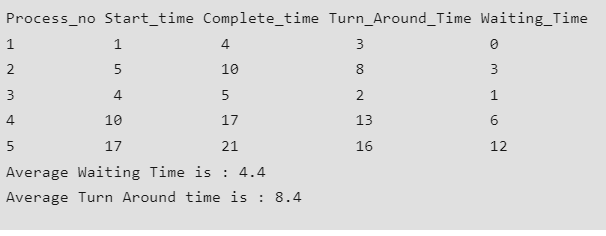 Process_no Start_time Complete_time Turn_Around_Time Waiting_Time
1 1 4 3 0
2 5 10 8 3
3 4 5 2 1
4 10 17 13 6
5 17 21 16 12
Average Waiting Time is : 4.4
Average Turn Around time is : 8.4